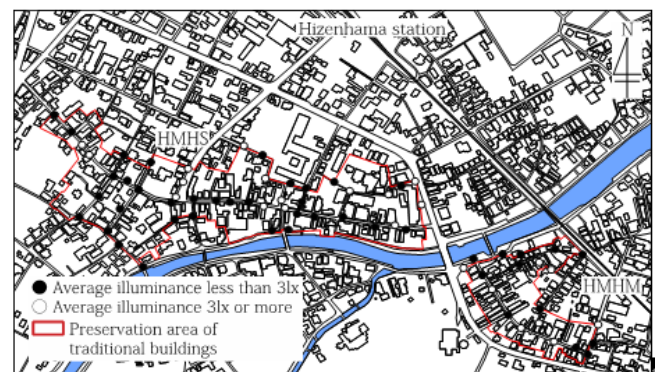 Hizenhama station
N
HMHS
HMHM
Average illuminance less than 3lx
Average illuminance 3lx or more
Preservation area of
traditional buildings